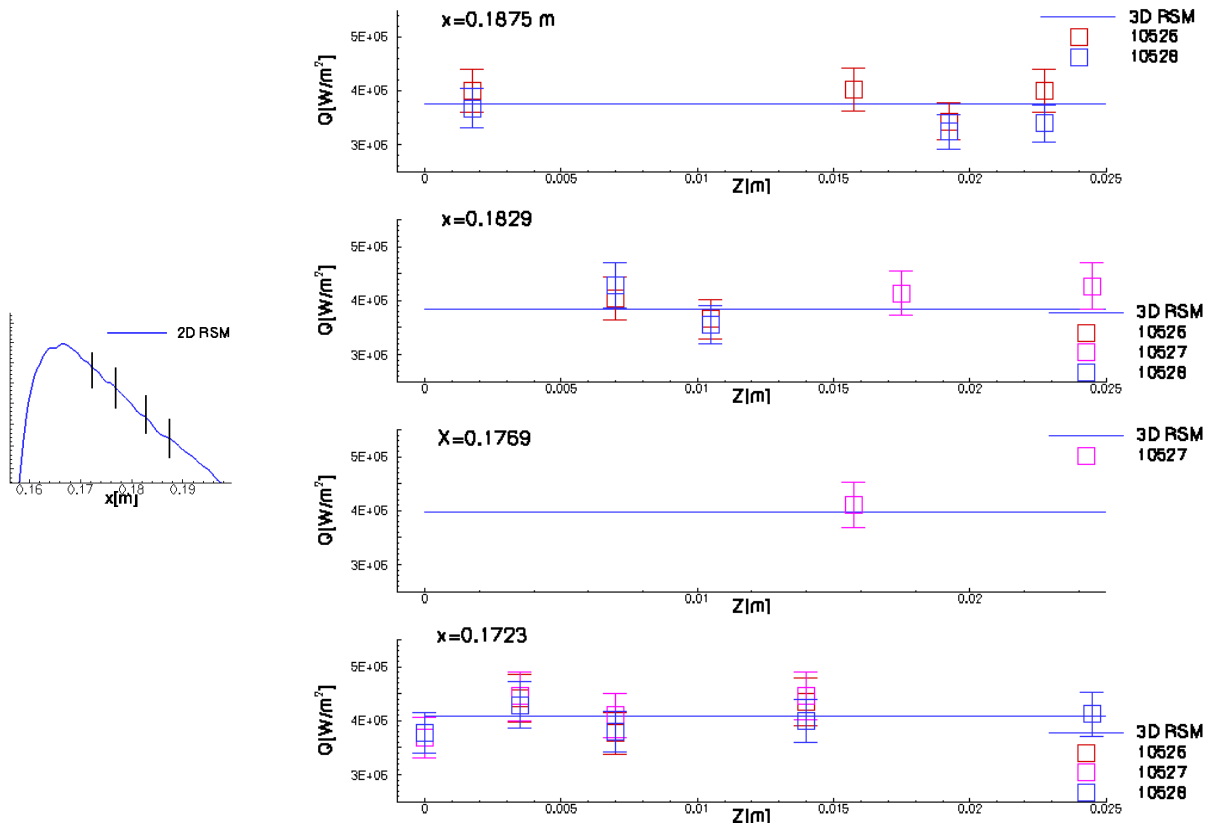 x=0.1875 m
3D RSM
10526
10528
Q[W/m²]
5E+06
4E+06
3E+06
0 0.005 0.01 0.015 0.02 0.025
Z[m]
x=0.1829
Q[W/m²]
5E+06
4E+06
3E+06
3D RSM
10526
10527
10528
0 0.005 0.01 0.015 0.02 0.025
Z[m]
2D RSM
0.16 0.17 0.18 0.19
x[m]
X=0.1769
3D RSM
10527
Q[W/m²]
5E+06
4E+06
3E+06
0 0.01 0.02
Z[m]
x=0.1723
Q[W/m²]
5E+06
4E+06
3E+06
3D RSM
10526
10527
10528
0 0.005 0.01 0.015 0.02 0.025
Z[m]